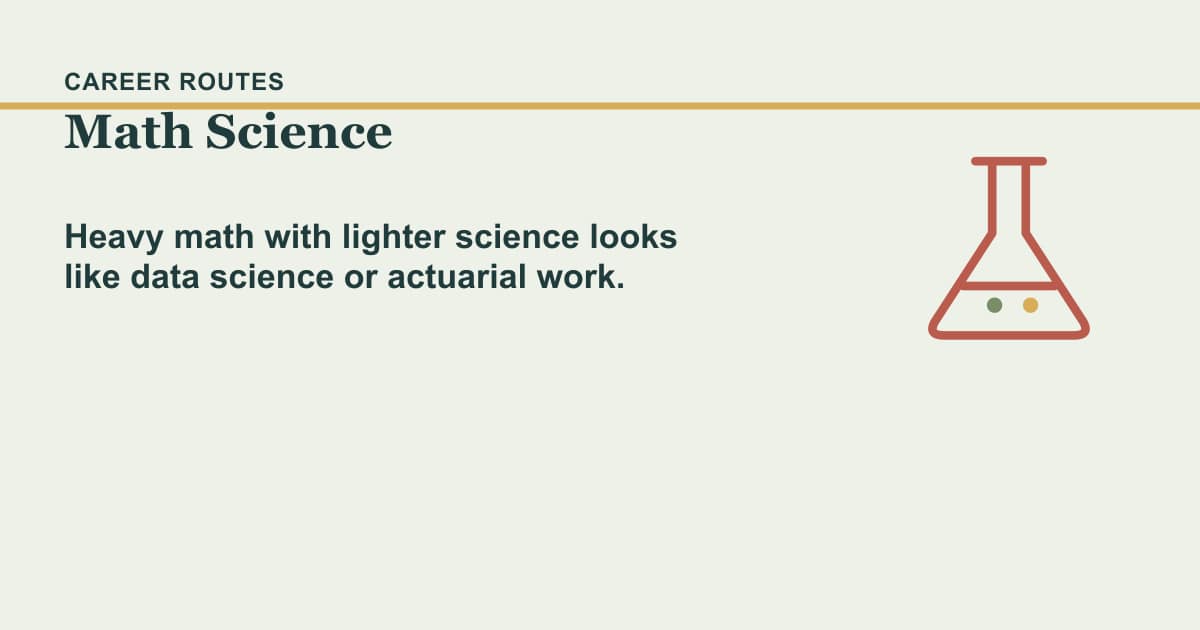 CAREER ROUTES
Math Science
Heavy math with lighter science looks
like data science or actuarial work.